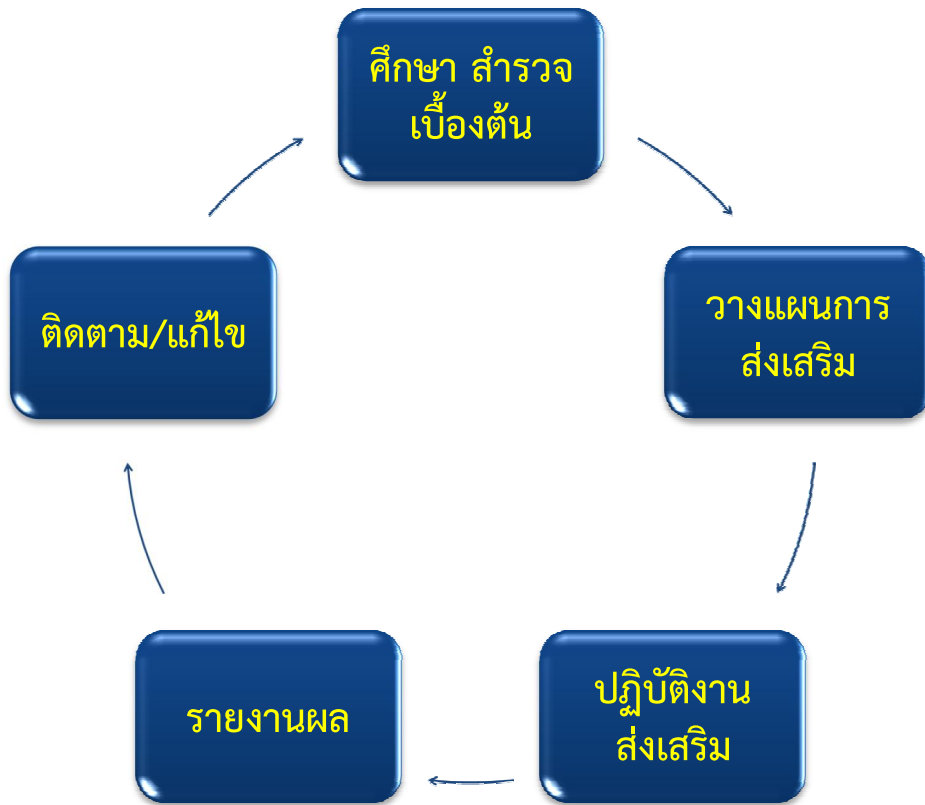 ศึกษา สำรวจ
เบื้องต้น
วางแผนการ
ส่งเสริม
ปฏิบัติงาน
ส่งเสริม
รายงานผล
ติดตาม/แก้ไข